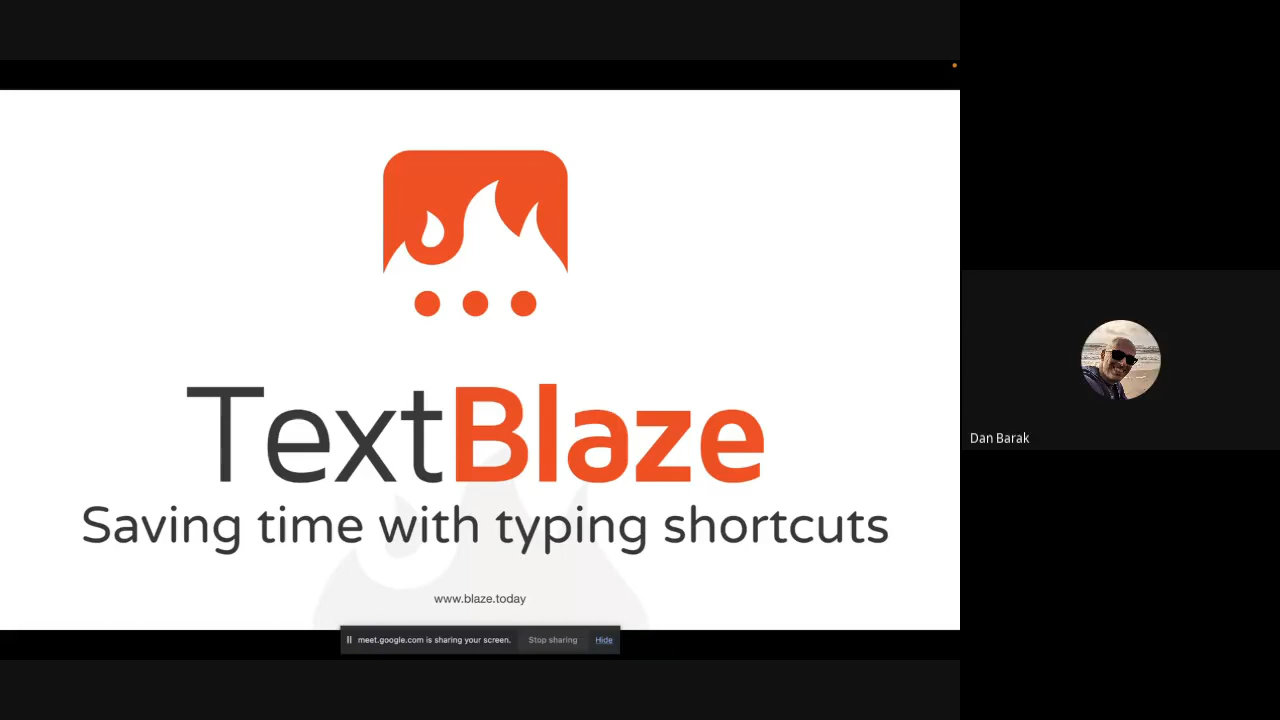 TextBlaze
Saving time with typing shortcuts
www.blaze.today
meet.google.com is sharing your screen. Stop sharing Hide
Dan Barak